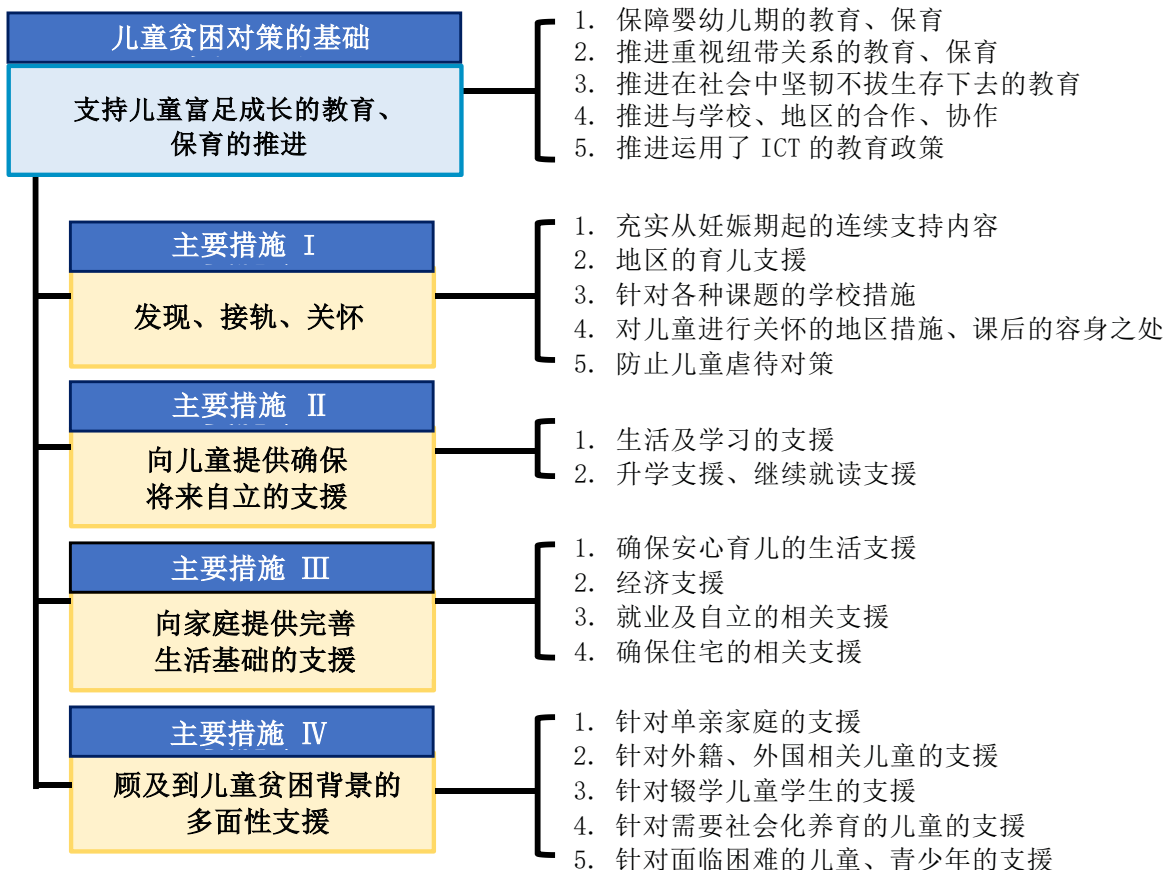 儿童贫困对策的基础
支持儿童富足成长的教育、
保育的推进
1. 保障婴幼儿期的教育、保育
2. 推进重视纽带关系的教育、保育
3. 推进在社会中坚韧不拔生存下去的教育
4. 推进与学校、地区的合作、协作
5. 推进运用了 ICT 的教育政策
主要措施 Ⅰ
发现、接轨、关怀
1. 充实从妊娠期起的连续支持内容
2. 地区的育儿支援
3. 针对各种课题的学校措施
4. 对儿童进行关怀的地区措施、课后的容身之处
5. 防止儿童虐待对策
主要措施 Ⅱ
向儿童提供确保
将来自立的支援
1. 生活及学习的支援
2. 升学支援、继续就读支援
主要措施 Ⅲ
向家庭提供完善
生活基础的支援
1. 确保安心育儿的生活支援
2. 经济支援
3. 就业及自立的相关支援
4. 确保住宅的相关支援
主要措施 Ⅳ
顾及到儿童贫困背景的
多面性支援
1. 针对单亲家庭的支援
2. 针对外籍、外国相关儿童的支援
3. 针对辍学儿童学生的支援
4. 针对需要社会化养育的儿童的支援
5. 针对面临困难的儿童、青少年的支援